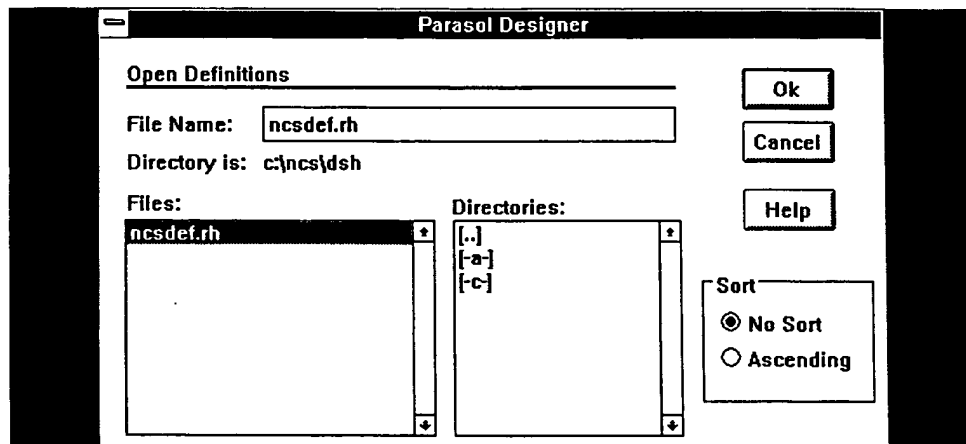 Parasol Designer
Open Definitions
Ok
File Name: ncsdef.rh
Cancel
Directory is: c:\ncs\dsh
Files:
Directories:
Help
ncsdef.rh
[..]
[-a-]
[-c-]
Sort
No Sort
Ascending